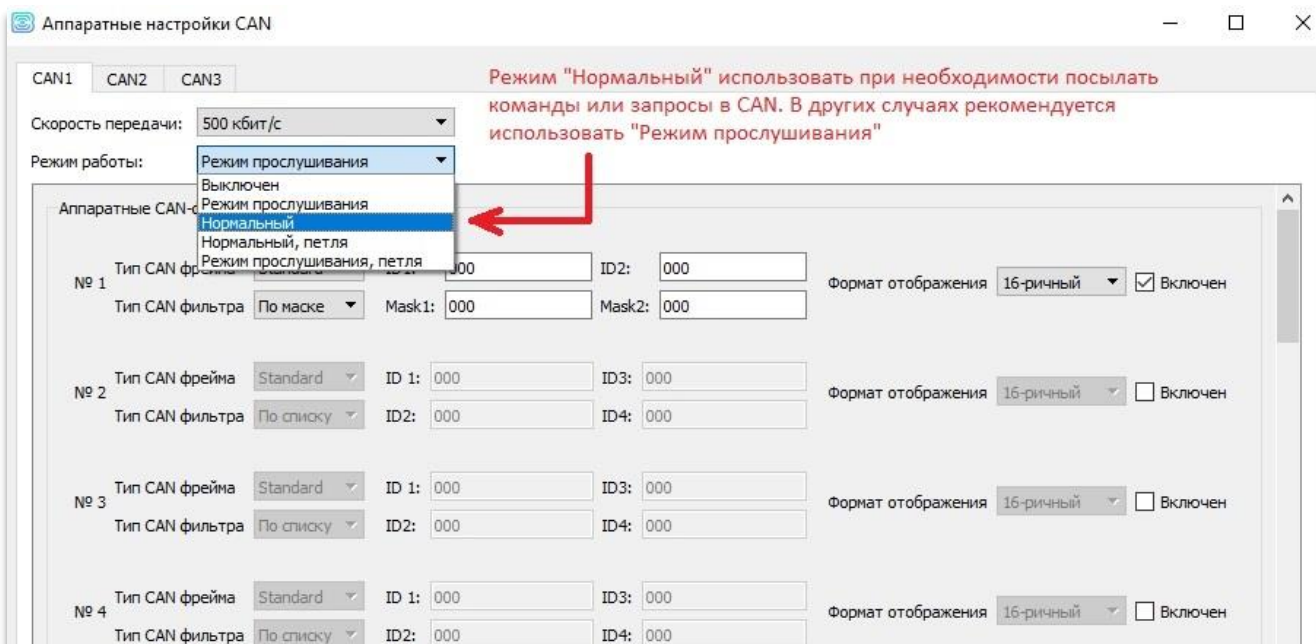 Аппаратные настройки CAN
CAN1 CAN2 CAN3
Режим "Нормальный" использовать при необходимости посылать
команды или запросы в CAN. В других случаях рекомендуется
использовать "Режим прослушивания"
Скорость передачи: 500 кбит/с
Режим работы: Режим прослушивания
Выключен
Режим прослушивания
Нормальный
Нормальный, петля
Режим прослушивания, петля
Аппаратные CAN-
№ 1 Тип CAN фрейма Standard 000 ID2: 000 Формат отображения 16-ричный Включен
Тип CAN фильтра По маске Mask1: 000 Mask2: 000
№ 2 Тип CAN фрейма Standard ID 1: 000 ID3: 000 Формат отображения 16-ричный Включен
Тип CAN фильтра По списку ID2: 000 ID4: 000
№ 3 Тип CAN фрейма Standard ID 1: 000 ID3: 000 Формат отображения 16-ричный Включен
Тип CAN фильтра По списку ID2: 000 ID4: 000
№ 4 Тип CAN фрейма Standard ID 1: 000 ID3: 000 Формат отображения 16-ричный Включен
Тип CAN фильтра По списку ID2: 000 ID4: 000